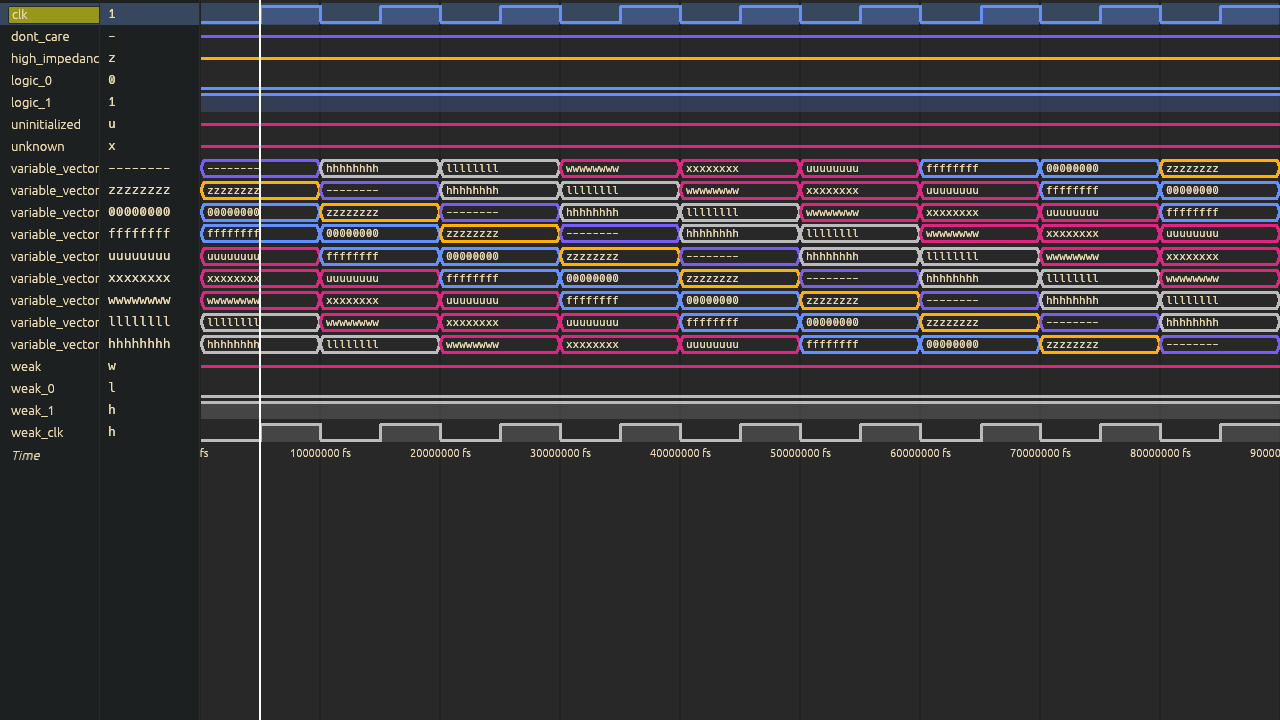 clk 1
dont_care -
high_impedanc z
logic_0 0
logic_1 1
uninitialized u
unknown x
variable_vector -------- -------- hhhhhhhh llllllll wwwwwwww xxxxxxxx uuuuuuuu ffffffff 00000000 zzzzzzzz
variable_vector zzzzzzzz zzzzzzzz -------- hhhhhhhh llllllll wwwwwwww xxxxxxxx uuuuuuuu ffffffff 00000000
variable_vector 00000000 00000000 zzzzzzzz -------- hhhhhhhh llllllll wwwwwwww xxxxxxxx uuuuuuuu ffffffff
variable_vector ffffffff ffffffff 00000000 zzzzzzzz -------- hhhhhhhh llllllll wwwwwwww xxxxxxxx uuuuuuuu
variable_vector uuuuuuuu uuuuuuuu ffffffff 00000000 zzzzzzzz -------- hhhhhhhh llllllll wwwwwwww xxxxxxxx
variable_vector xxxxxxxx xxxxxxxx uuuuuuuu ffffffff 00000000 zzzzzzzz -------- hhhhhhhh llllllll wwwwwwww
variable_vector wwwwwwww wwwwwwww xxxxxxxx uuuuuuuu ffffffff 00000000 zzzzzzzz -------- hhhhhhhh llllllll
variable_vector llllllll llllllll wwwwwwww xxxxxxxx uuuuuuuu ffffffff 00000000 zzzzzzzz -------- hhhhhhhh
variable_vector hhhhhhhh hhhhhhhh llllllll wwwwwwww xxxxxxxx uuuuuuuu ffffffff 00000000 zzzzzzzz --------
weak w
weak_0 l
weak_1 h
weak_clk h
Time fs 10000000 fs 20000000 fs 30000000 fs 40000000 fs 50000000 fs 60000000 fs 70000000 fs 80000000 fs 90000